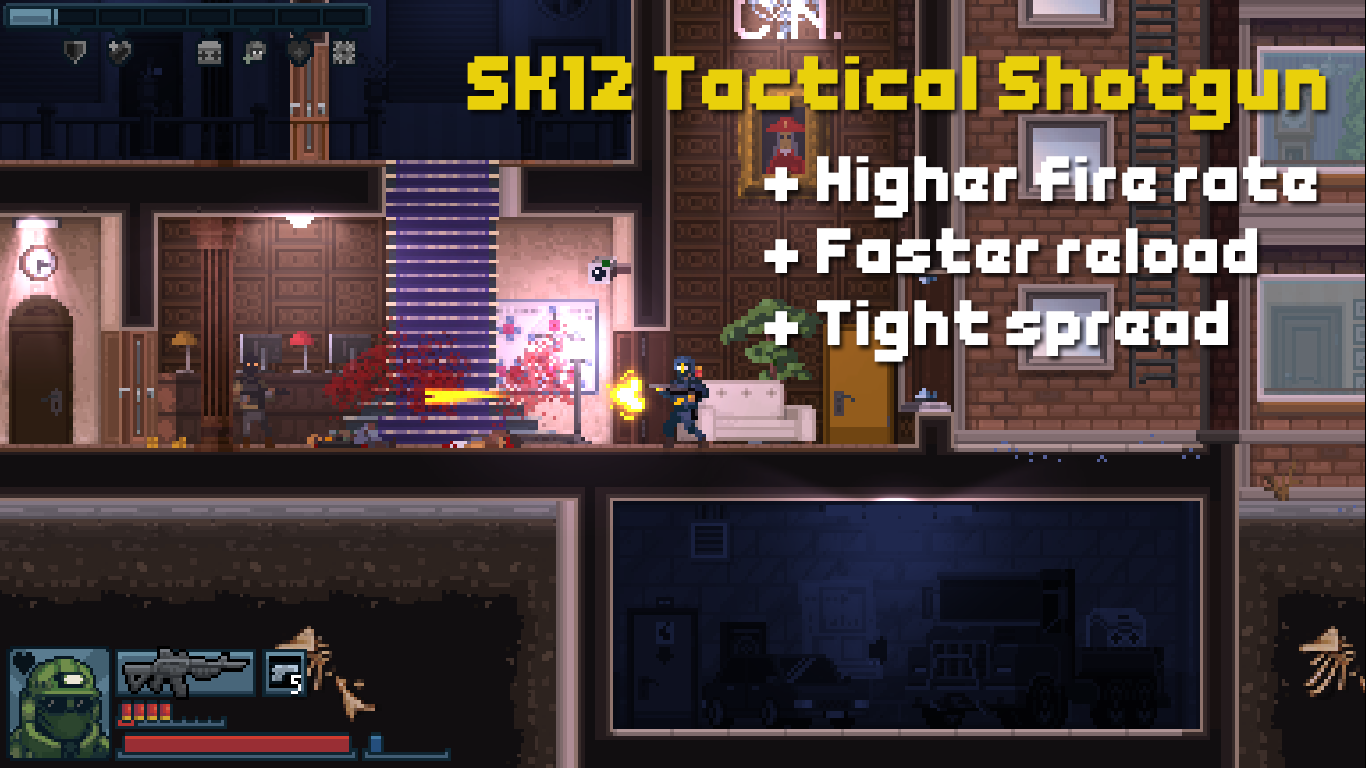 SK12 Tactical Shotgun
+ Higher fire rate
+ Faster reload
+ Tight spread
5